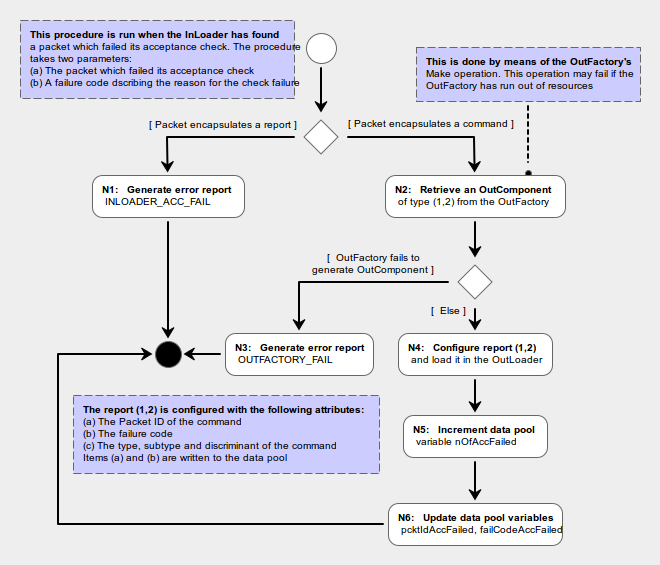 This procedure is run when the InLoader has found
a packet which failed its acceptance check. The procedure
takes two parameters:
(a) The packet which failed its acceptance check
(b) A failure code dscribing the reason for the check failure
This is done by means of the OutFactory's
Make operation. This operation may fail if the
OutFactory has run out of resources
[ Packet encapsulates a report ]
[ Packet encapsulates a command ]
N1: Generate error report
INLOADER_ACC_FAIL
N2: Retrieve an OutComponent
of type (1,2) from the OutFactory
[ OutFactory fails to
generate OutComponent ]
[ Else ]
N3: Generate error report
OUTFACTORY_FAIL
N4: Configure report (1,2)
and load it in the OutLoader
The report (1,2) is configured with the following attributes:
(a) The Packet ID of the command
(b) The failure code
(c) The type, subtype and discriminant of the command
Items (a) and (b) are written to the data pool
N5: Increment data pool
variable nOfAccFailed
N6: Update data pool variables
pcktIdAccFailed, failCodeAccFailed